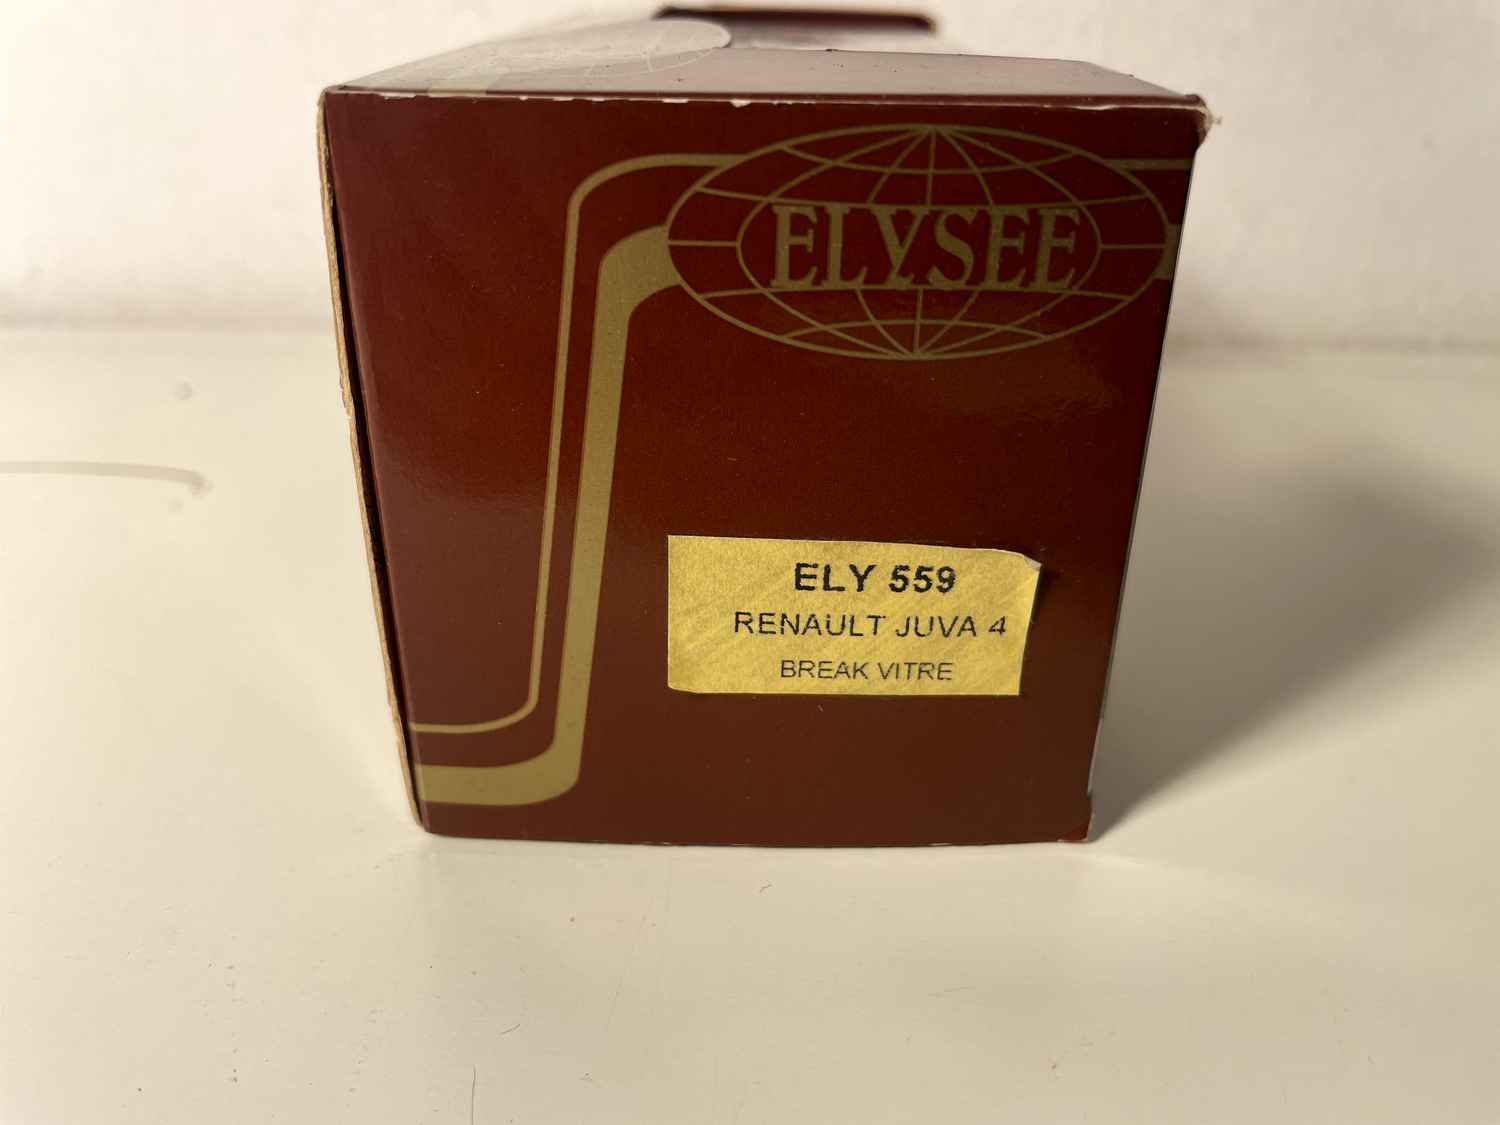 ELYSEE
ELY 559
RENAULT JUVA 4
BREAK VITRE